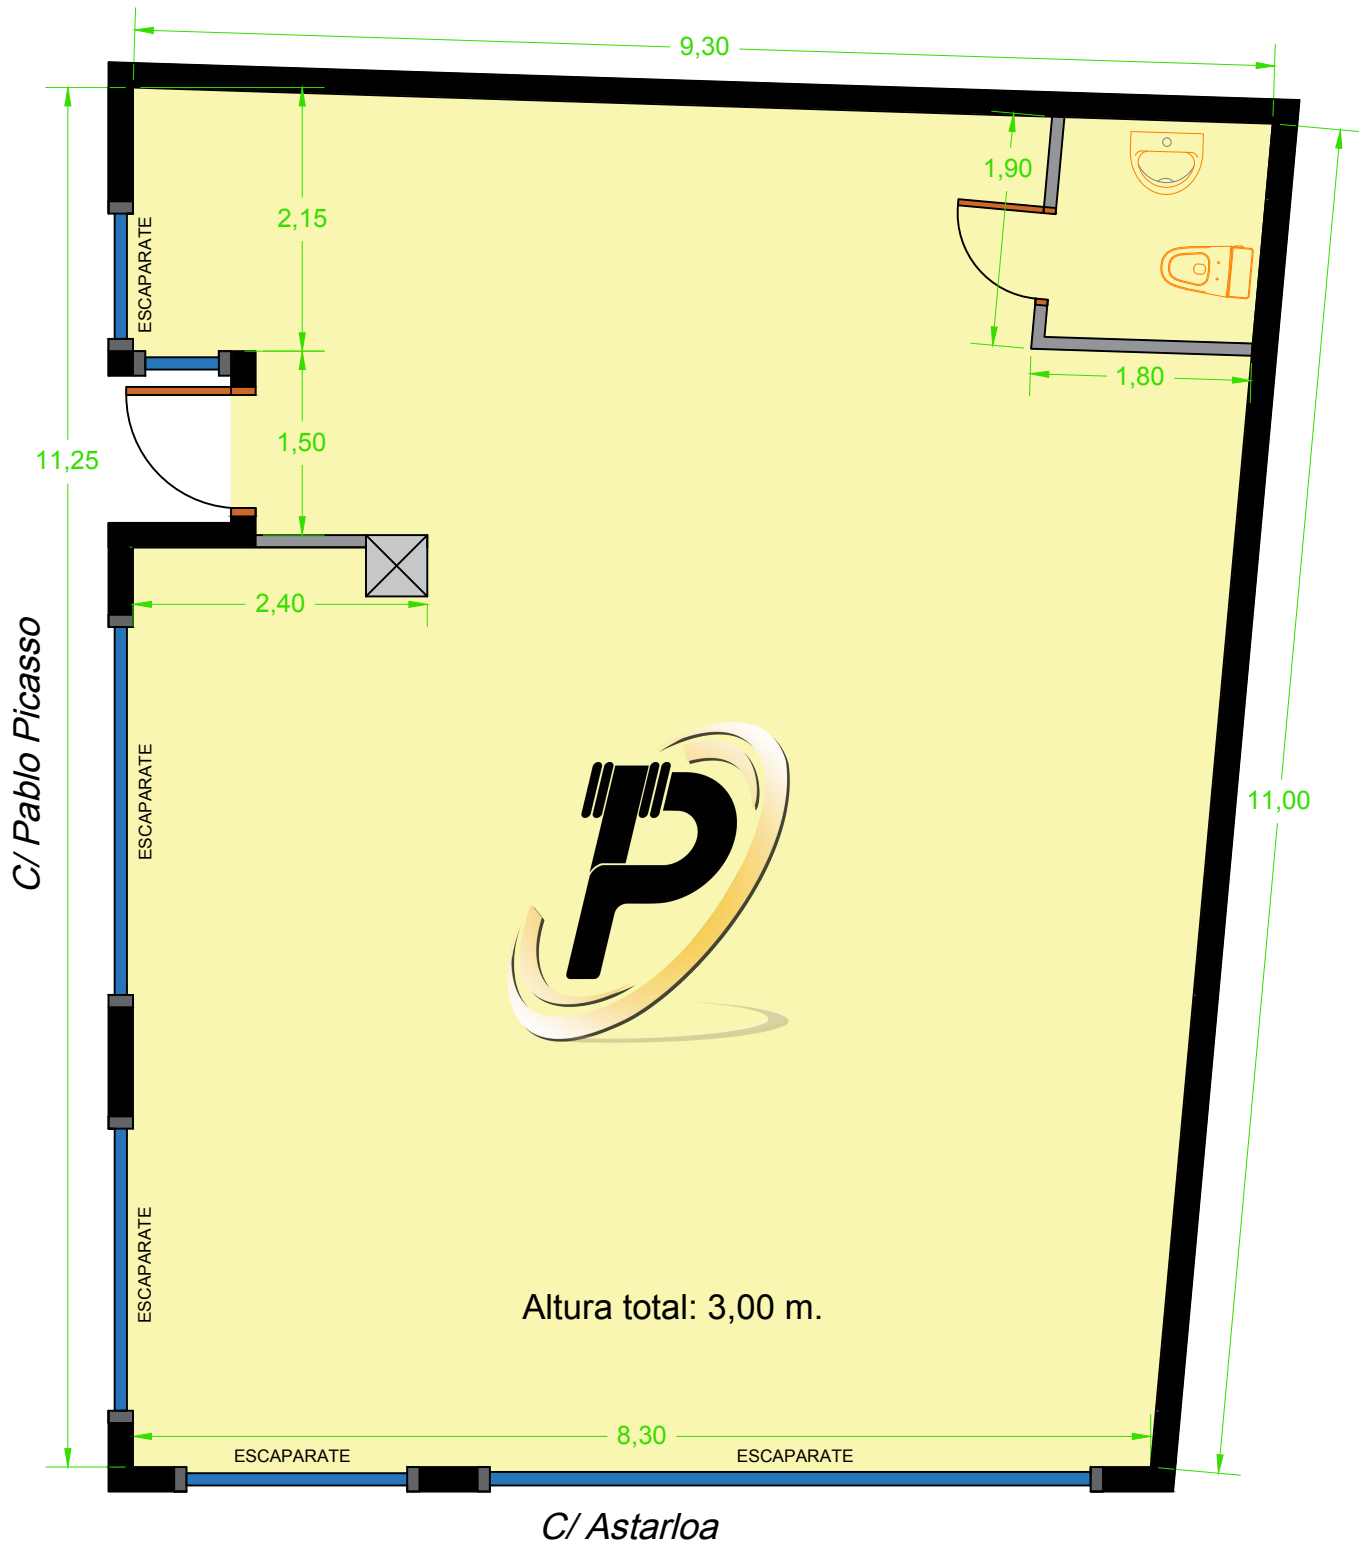 9,30
1,90
2,15
ESCAPARATE
1,80
1,50
11,25
2,40
C/ Pablo Picasso
ESCAPARATE
11,00
ESCAPARATE
Altura total: 3,00 m.
8,30
ESCAPARATE
ESCAPARATE
C/ Astarloa